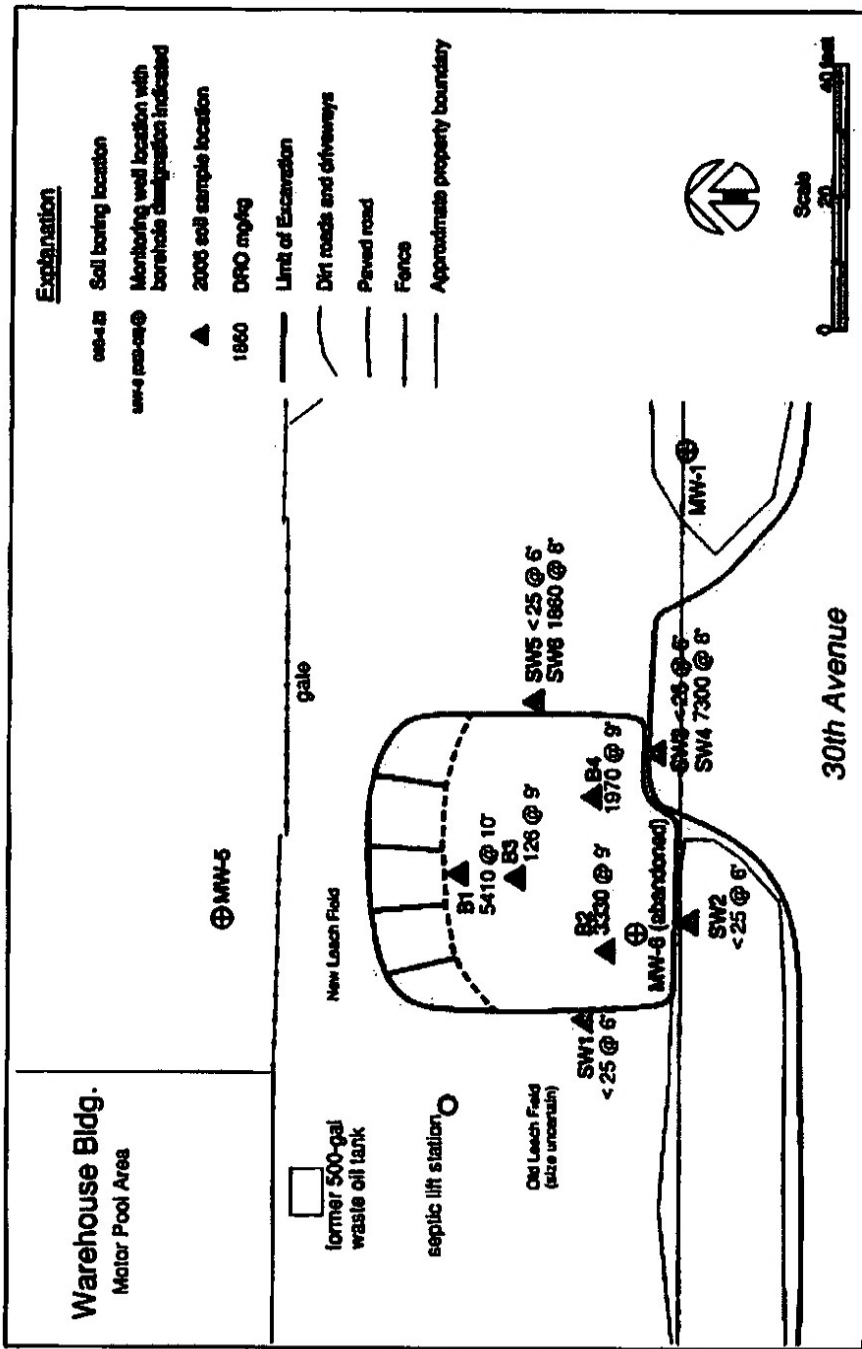 Warehouse Bldg.
Motor Pool Area
MW-5
gate
former 500-gal
waste oil tank
New Leach Field
septic lift station
Old Leach Field
(size uncertain)
B1
5410 @ 10'
B3
126 @ 9'
B2
3330 @ 9'
B4
1970 @ 9'
SW1
<25 @ 6'
SW5 <25 @ 6'
SW6 1860 @ 8'
MW-6 (abandoned)
SW2
<25 @ 6'
SW3 <25 @ 6'
SW4 7300 @ 8'
MW-1
30th Avenue
Explanation
Soil boring location
Monitoring well location with
borehole designation indicated
soil sample location
1860 DRO mg/kg
Limit of Excavation
Dirt roads and driveways
Paved road
Fence
Approximate property boundary
Scale
0 20 40 feet